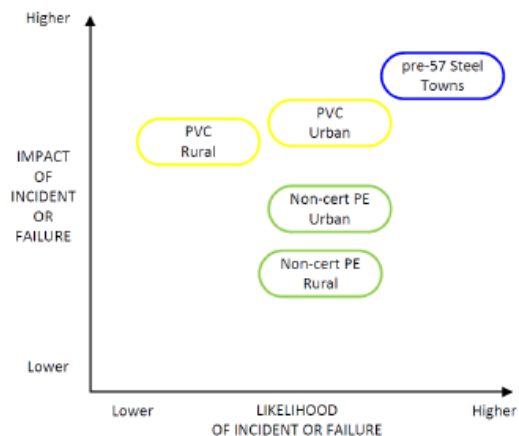 Higher
pre-57 Steel
Towns
PVC
Urban
PVC
Rural
IMPACT
OF
INCIDENT
OR
FAILURE
Non-cert PE
Urban
Non-cert PE
Rural
Lower
Lower
LIKELIHOOD
OF INCIDENT OR FAILURE
Higher